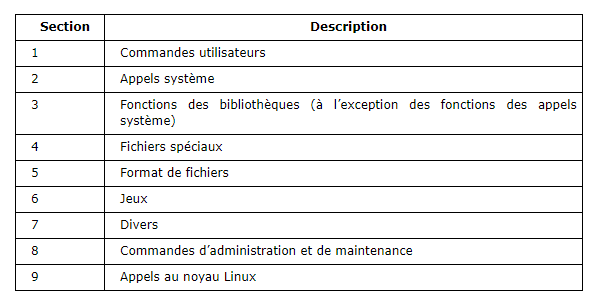 Section Description
1 Commandes utilisateurs
2 Appels système
3 Fonctions des bibliothèques (à l'exception des fonctions des appels
système)
4 Fichiers spéciaux
5 Format de fichiers
6 Jeux
7 Divers
8 Commandes d'administration et de maintenance
9 Appels au noyau Linux